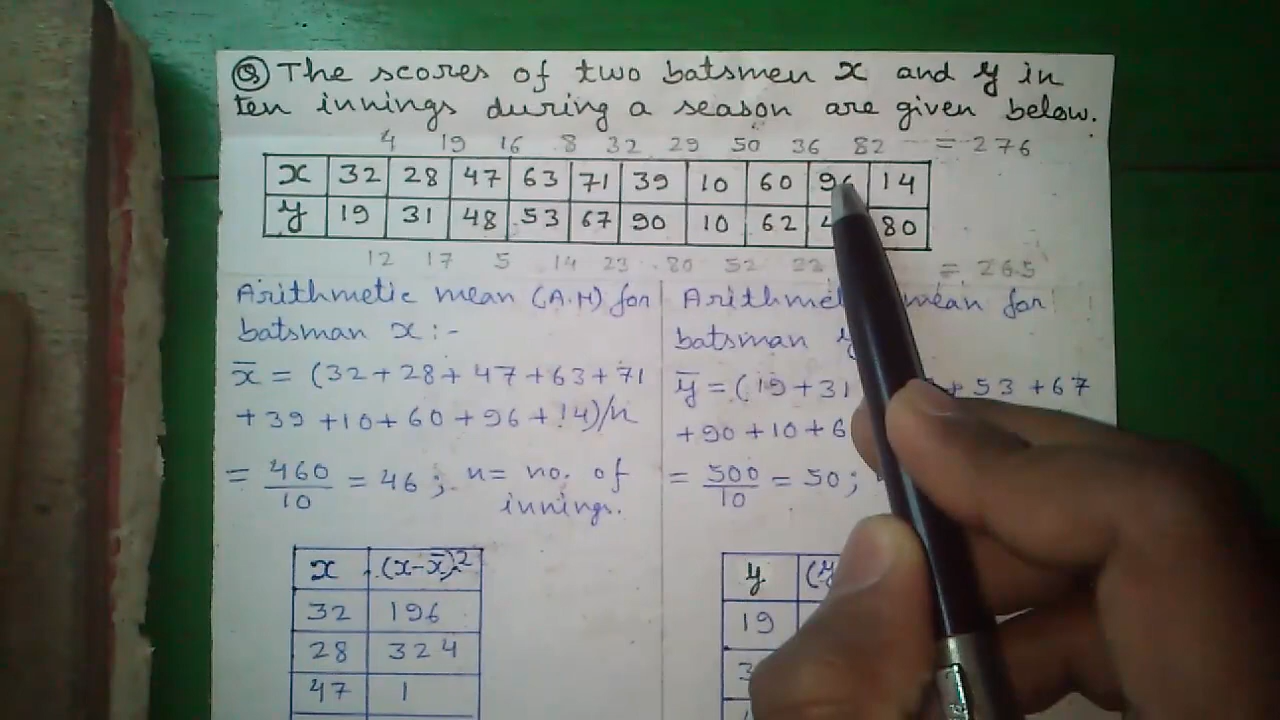 Q The scores of two batsmen x and y in
ten innings during a season are given below.
4 19 16 8 32 29 50 36 82 = 276
x 32 28 47 63 71 39 10 60 96 14
y 19 31 48 53 67 90 10 62 4 80
12 17 5 14 23 80 52 22 = 265
Arithmetic mean (A.M) for
batsman x :-
x̄ = (32+28+47+63+71
+39+10+60+96+14)/n
= 460/10 = 46; n= no. of
innings.
x (x-x̄)²
32 196
28 324
47 1
Arithme mean for
batsman y
ȳ = (19+31 +53+67
+90+10+6
= 500/10 = 50;
y (y
19
3